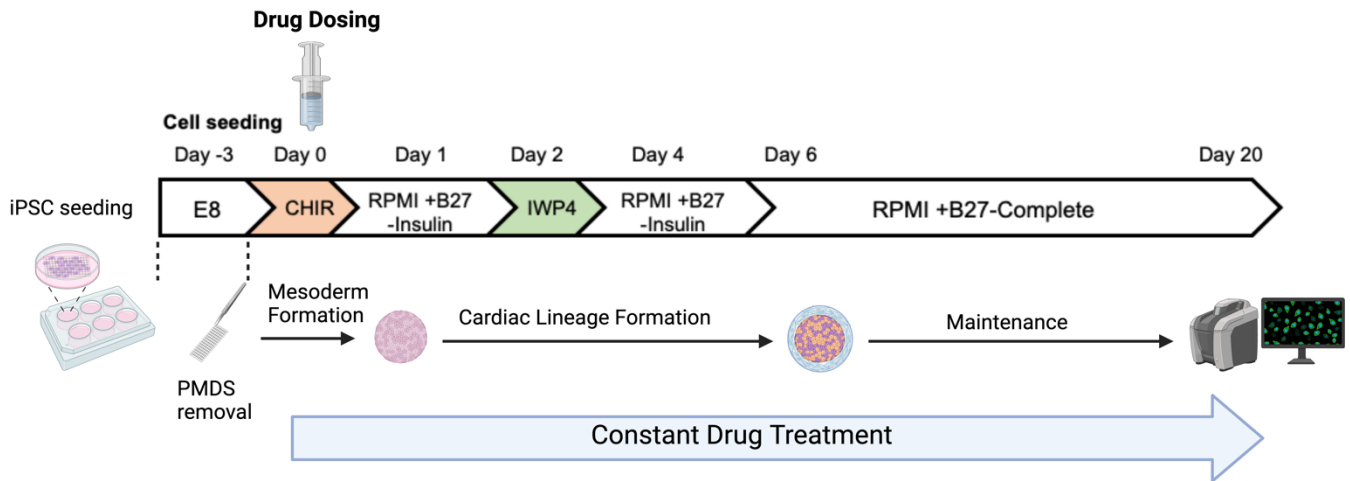 Drug Dosing
Cell seeding
Day -3
Day 0
Day 1
Day 2
Day 4
Day 6
Day 20
iPSC seeding
E8
CHIR
RPMI +B27
-Insulin
IWP4
RPMI +B27
-Insulin
RPMI +B27-Complete
Mesoderm
Formation
Cardiac Lineage Formation
Maintenance
PMDS
removal
Constant Drug Treatment